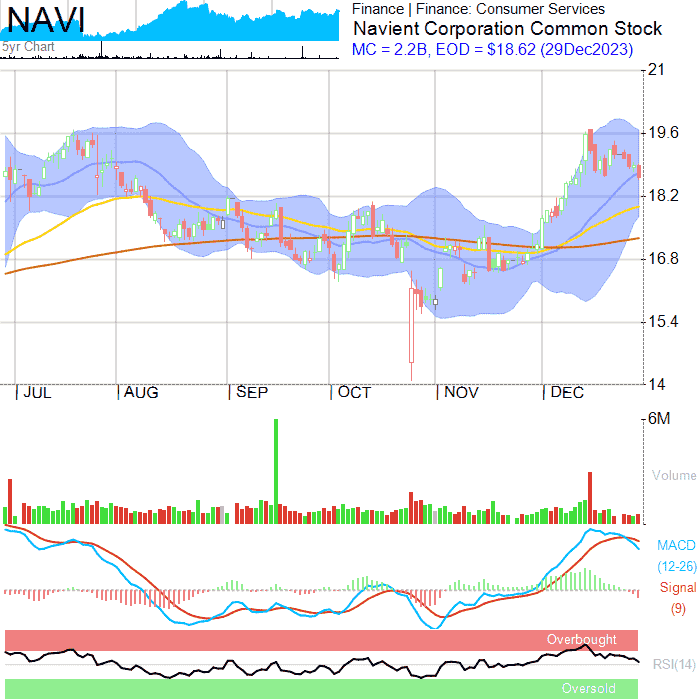 NAVI
5yr Chart
Finance | Finance: Consumer Services
Navient Corporation Common Stock
MC = 2.2B, EOD = $18.62 (29Dec2023)
21
19.6
18.2
16.8
15.4
14
JUL AUG SEP OCT NOV DEC
6M
Volume
MACD
(12-26)
Signal
(9)
Overbought
RSI(14)
Oversold